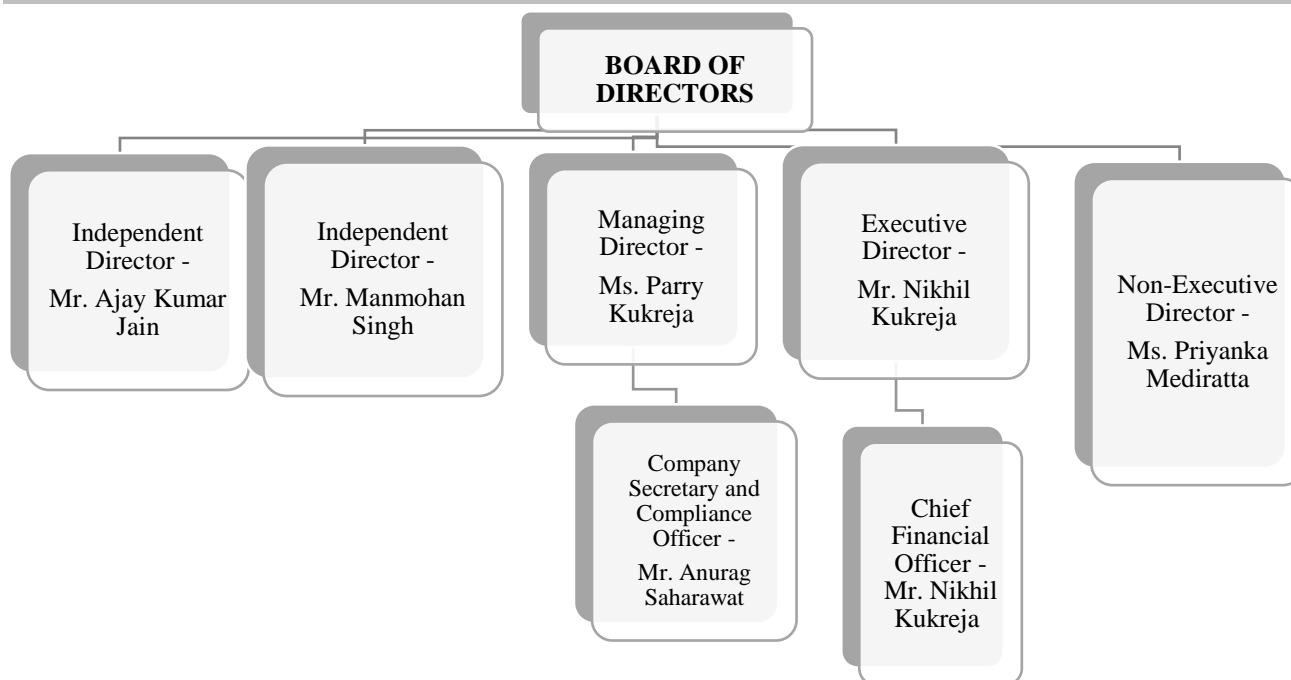 BOARD OF
DIRECTORS
Independent
Director -
Mr. Ajay Kumar
Jain
Independent
Director -
Mr. Manmohan
Singh
Managing
Director -
Ms. Parry
Kukreja
Executive
Director -
Mr. Nikhil
Kukreja
Non-Executive
Director -
Ms. Priyanka
Mediratta
Company
Secretary and
Compliance
Officer -
Mr. Anurag
Saharawat
Chief
Financial
Officer -
Mr. Nikhil
Kukreja